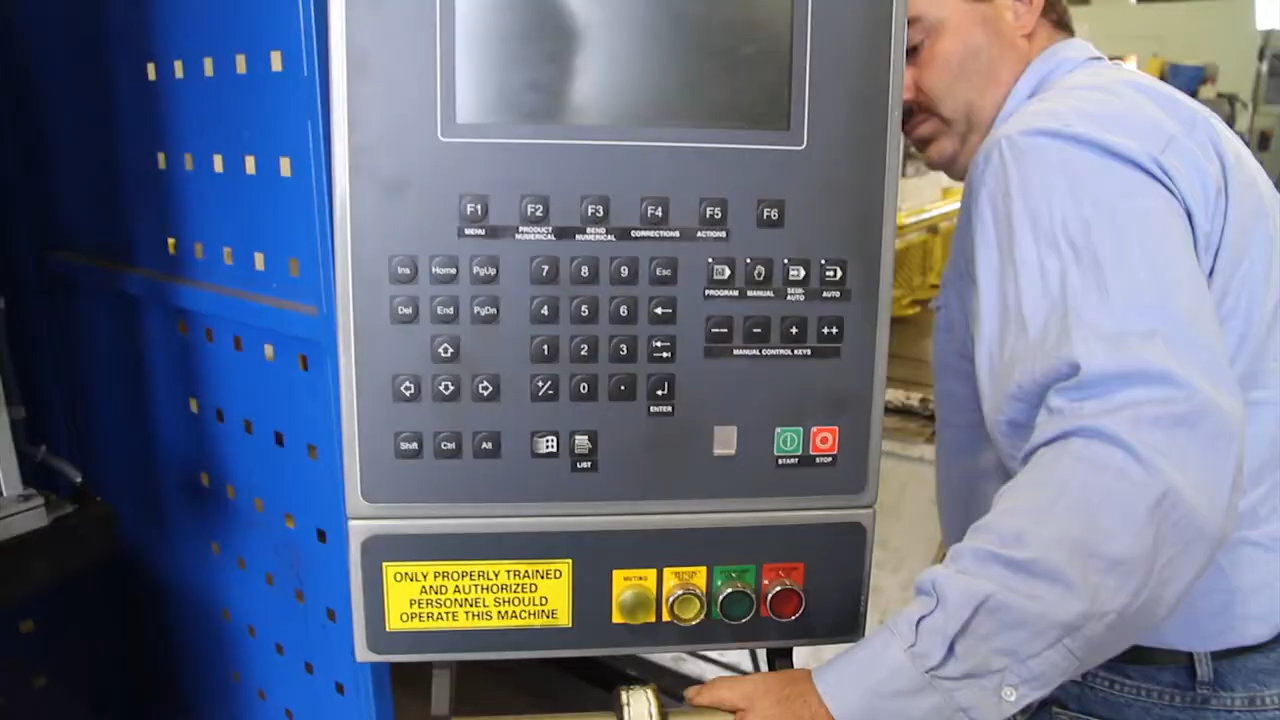 F1 F2 F3 F4 F5 F6
MENU PRODUCT NUMERICAL BEND NUMERICAL CORRECTIONS ACTIONS
Ins Home PgUp 7 8 9 Esc
PROGRAM MANUAL SEMI-AUTO AUTO
Del End PgDn 4 5 6
-- - + ++
MANUAL CONTROL KEYS
1 2 3
+/- 0 .
ENTER
Shift Ctrl Alt
LIST
START STOP
ONLY PROPERLY TRAINED
AND AUTHORIZED
PERSONNEL SHOULD
OPERATE THIS MACHINE
MUTING